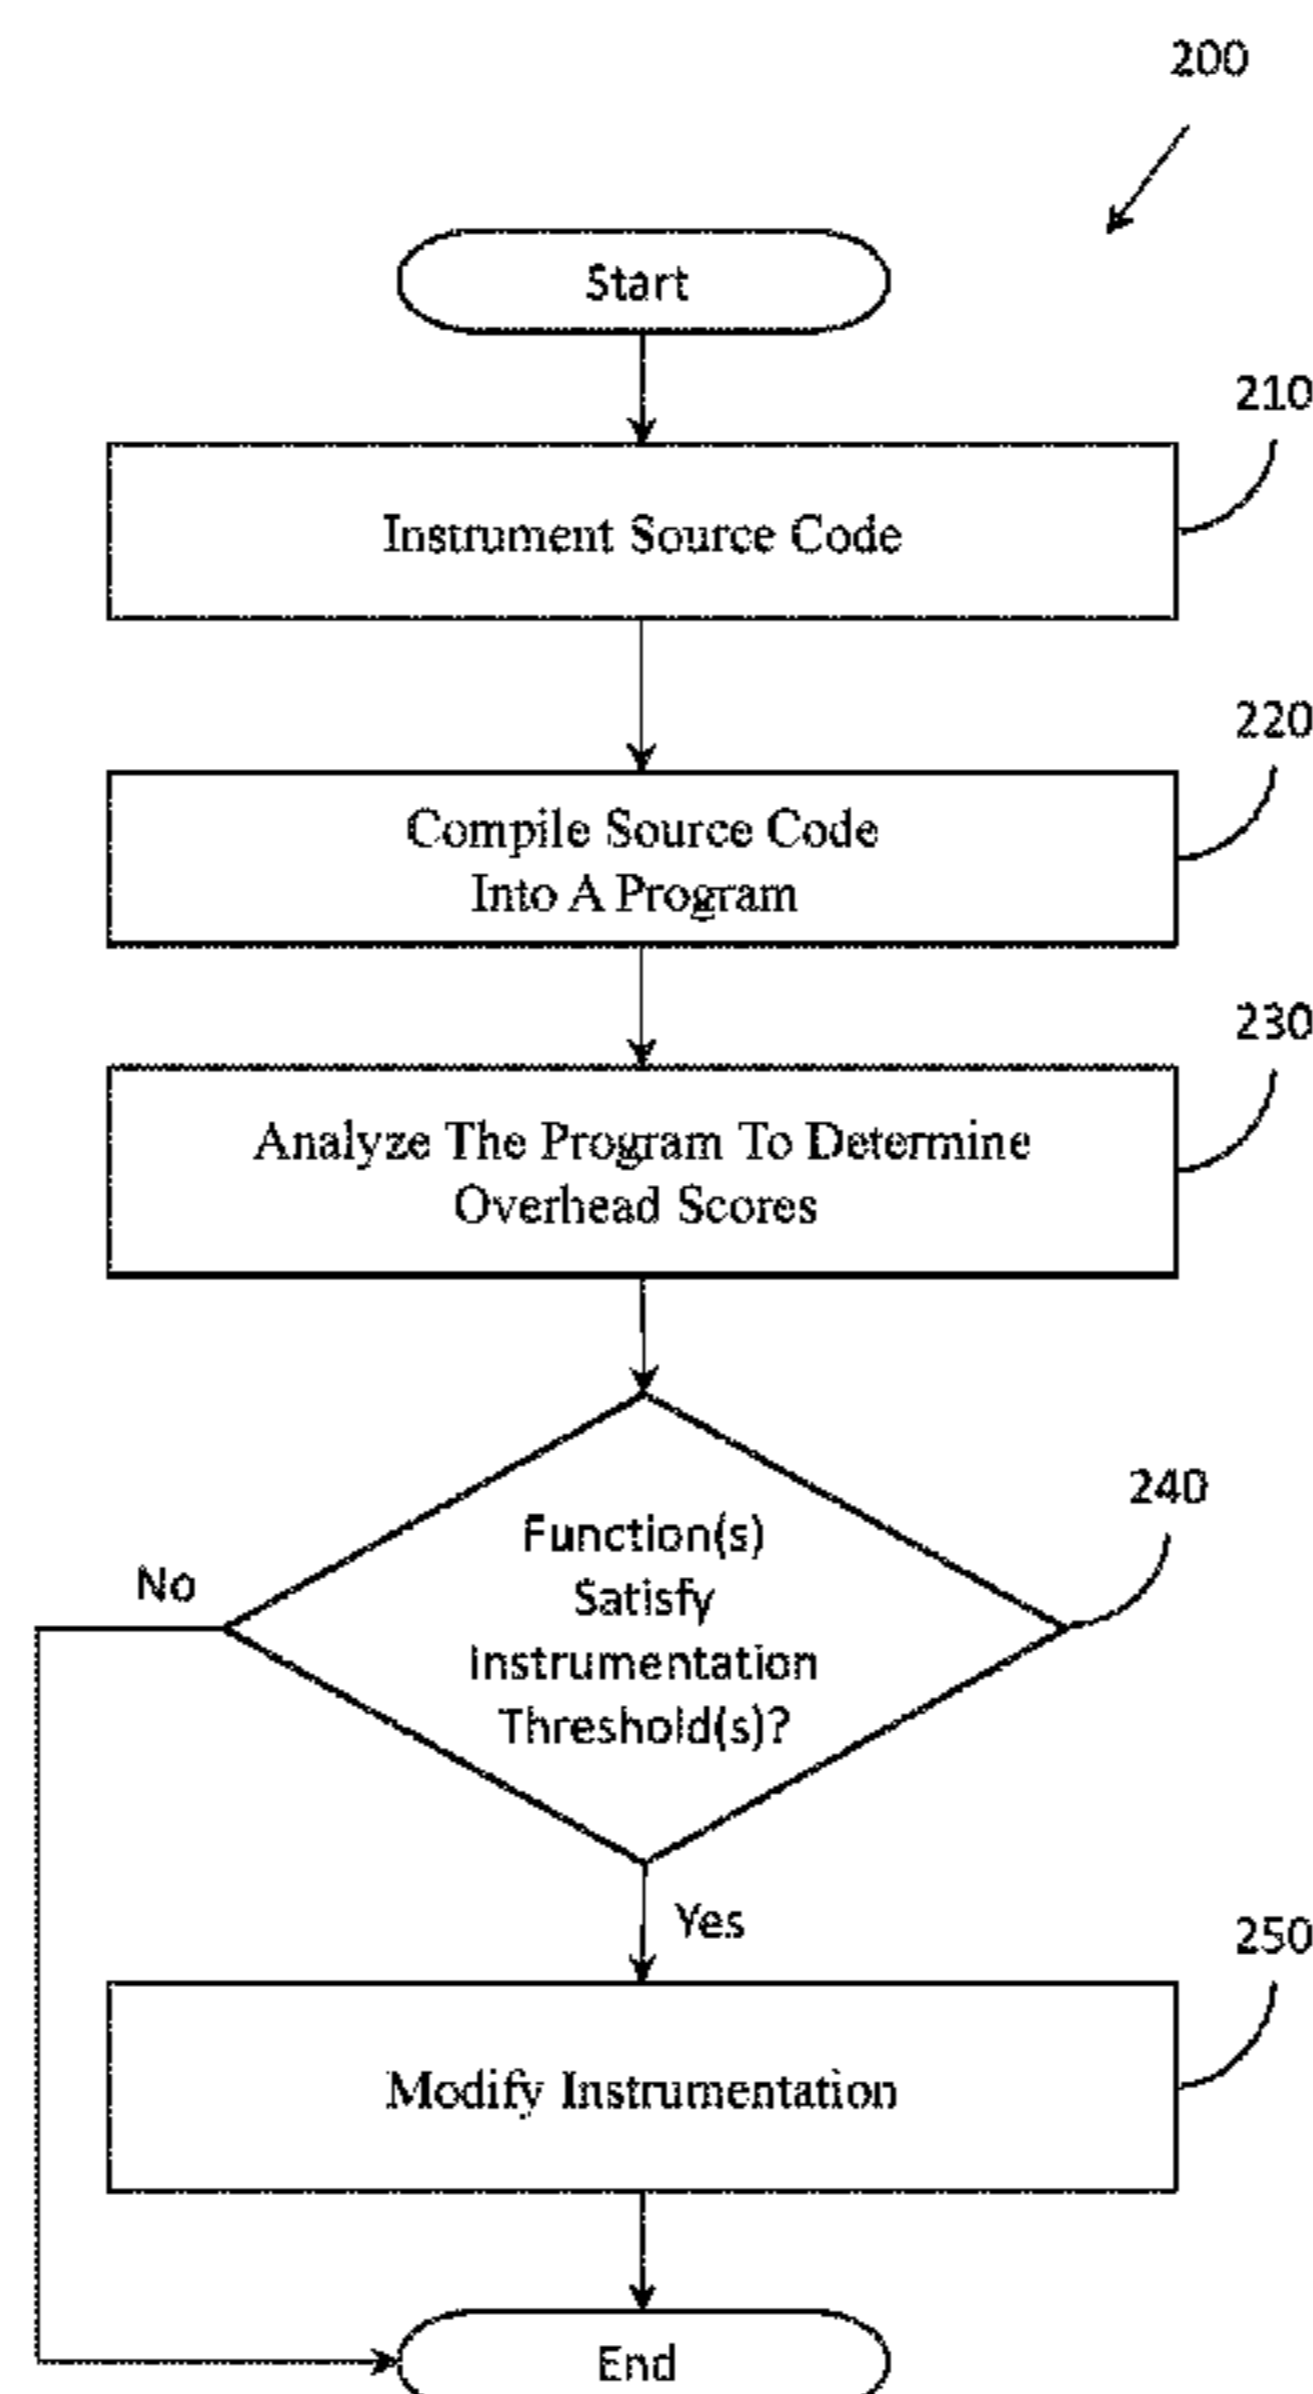 200
Start
210
Instrument Source Code
220
Compile Source Code
Into A Program
230
Analyze The Program To Determine
Overhead Scores
240
Function(s)
Satisfy
Instrumentation
Threshold(s)?
No
Yes
250
Modify Instrumentation
End